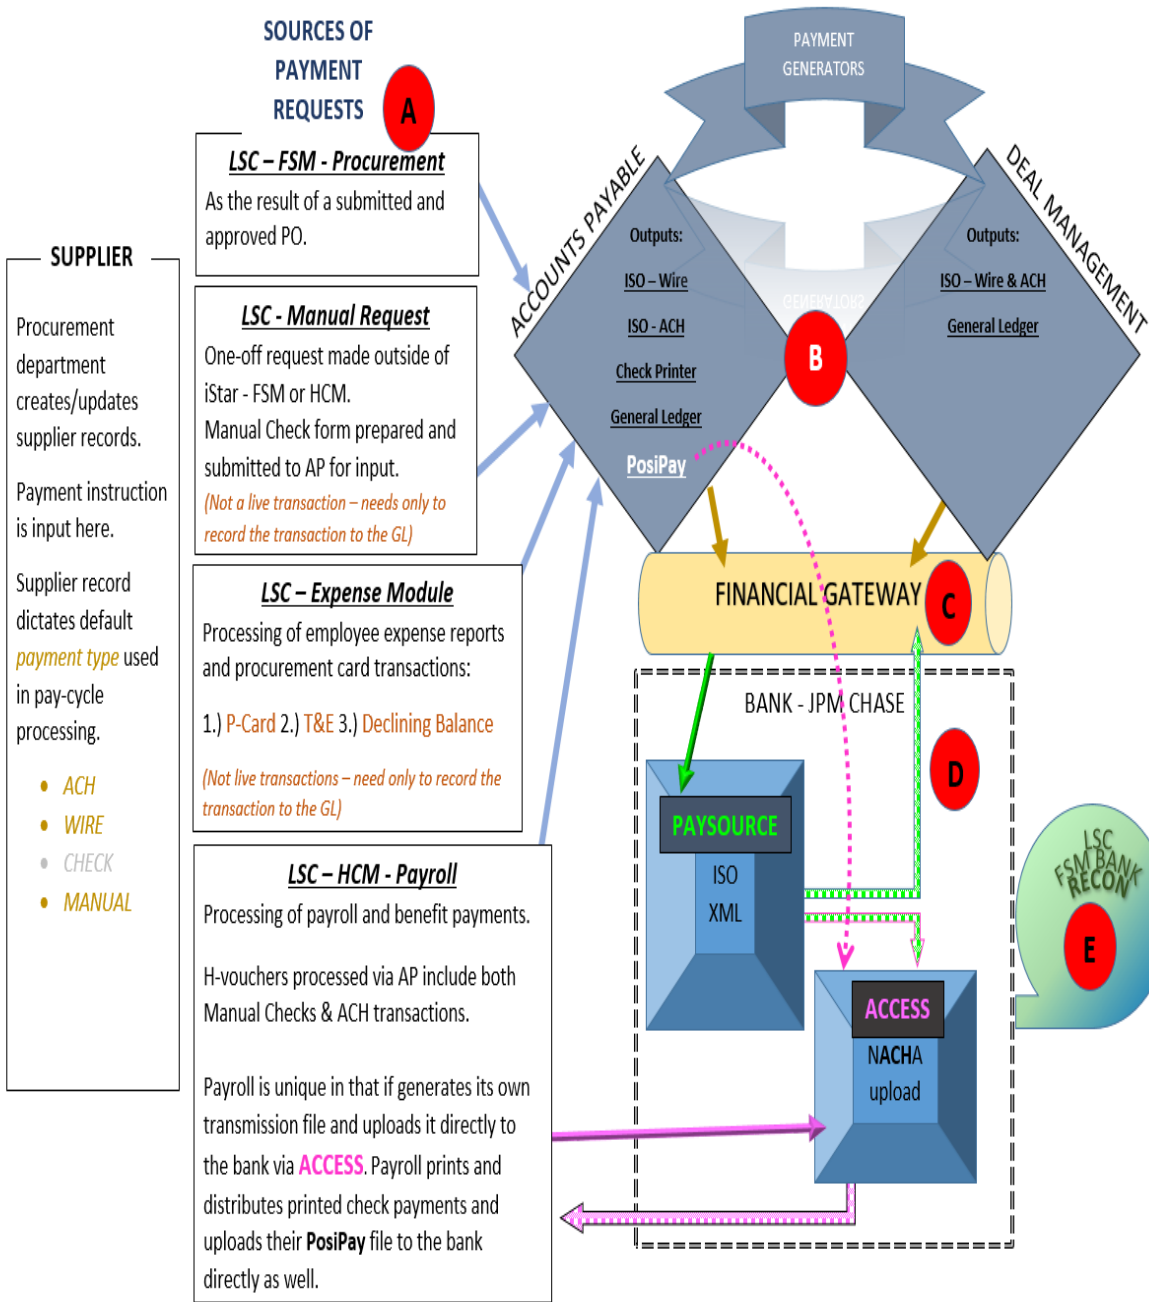 SOURCES OF
PAYMENT
REQUESTS
A
PAYMENT
GENERATORS
GENERATORS
SUPPLIER
Procurement
department
creates/updates
supplier records.
Payment instruction
is input here.
Supplier record
dictates default
payment type used
in pay-cycle
processing.
• ACH
• WIRE
• CHECK
• MANUAL
LSC – FSM - Procurement
As the result of a submitted and
approved PO.
LSC - Manual Request
One-off request made outside of
iStar - FSM or HCM.
Manual Check form prepared and
submitted to AP for input.
(Not a live transaction – needs only to
record the transaction to the GL)
LSC – Expense Module
Processing of employee expense reports
and procurement card transactions:
1.) P-Card 2.) T&E 3.) Declining Balance
(Not live transactions – need only to record the
transaction to the GL)
LSC – HCM - Payroll
Processing of payroll and benefit payments.
H-vouchers processed via AP include both
Manual Checks & ACH transactions.
Payroll is unique in that if generates its own
transmission file and uploads it directly to
the bank via ACCESS. Payroll prints and
distributes printed check payments and
uploads their PosiPay file to the bank
directly as well.
ACCOUNTS PAYABLE
Outputs:
ISO – Wire
ISO - ACH
Check Printer
General Ledger
PosiPay
B
DEAL MANAGEMENT
Outputs:
ISO – Wire & ACH
General Ledger
FINANCIAL GATEWAY
C
BANK - JPM CHASE
D
PAYSOURCE
ISO
XML
ACCESS
NACHA
upload
LSC
FSM BANK
RECON
E